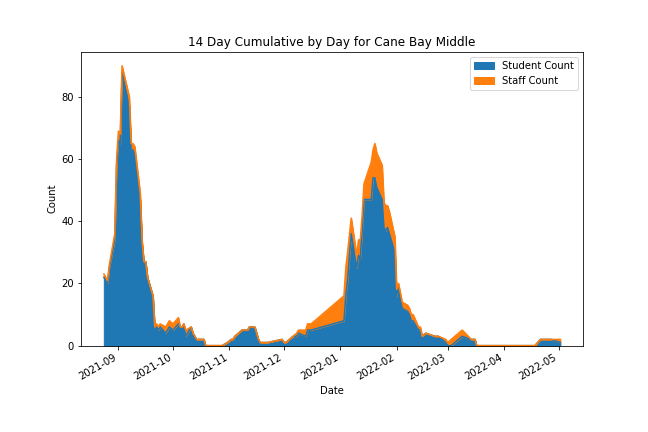 14 Day Cumulative by Day for Cane Bay Middle
Student Count
Staff Count
Count
80
60
40
20
0
2021-09
2021-10
2021-11
2021-12
2022-01
2022-02
2022-03
2022-04
2022-05
Date